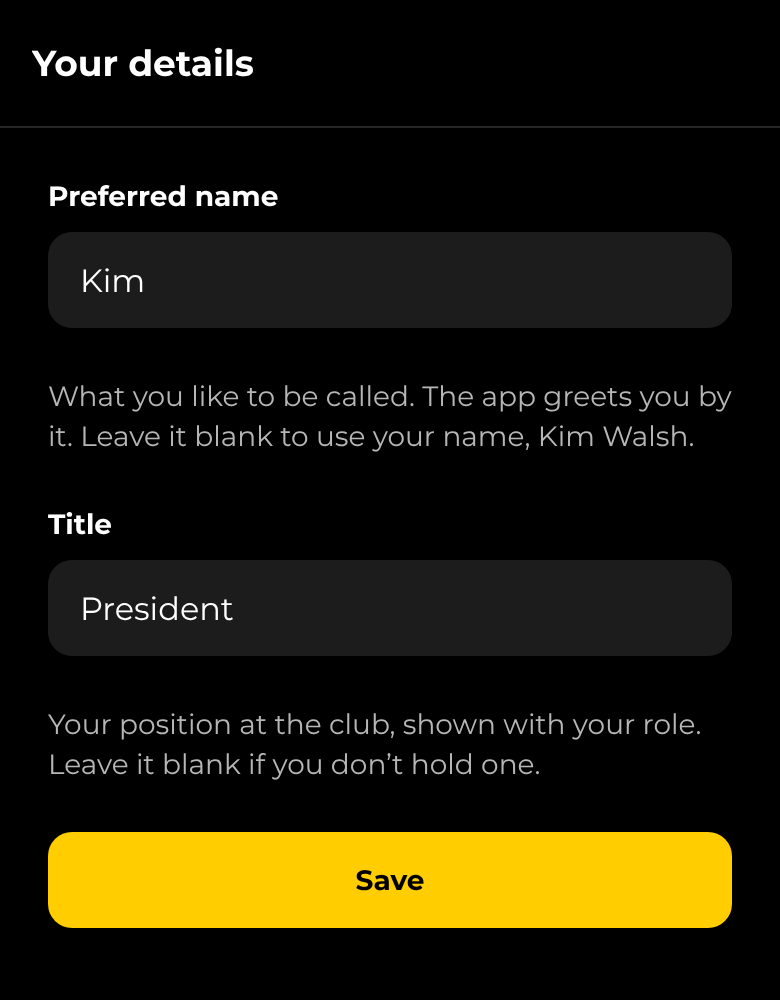 Your details
Preferred name
Kim
What you like to be called. The app greets you by
it. Leave it blank to use your name, Kim Walsh.
Title
President
Your position at the club, shown with your role.
Leave it blank if you don’t hold one.
Save